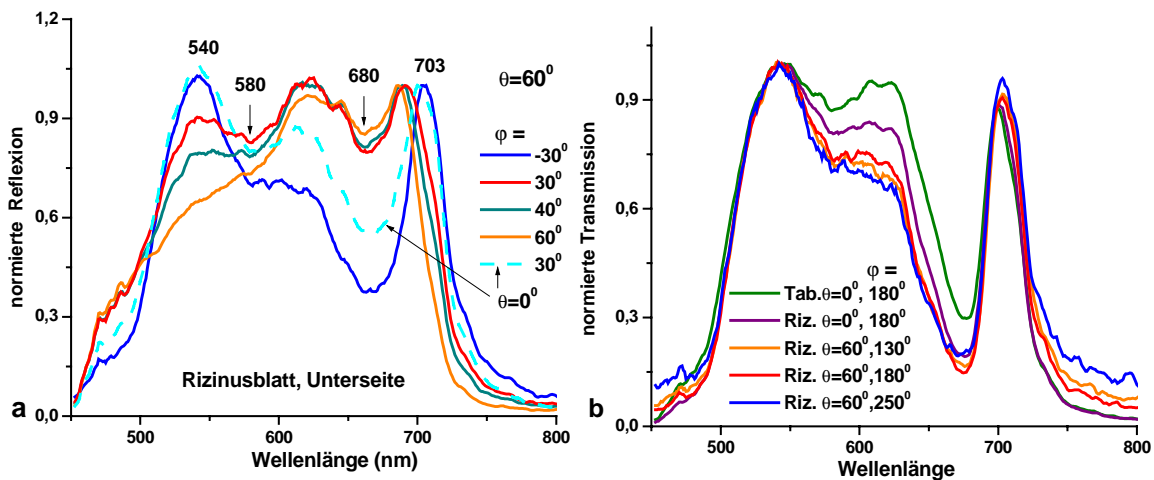 1,2
0,9
0,6
0,3
0,0
normierte Reflexion
540
580
680
703
θ=60⁰
φ =
-30⁰
30⁰
40⁰
60⁰
30⁰
θ=0⁰
Rizinusblatt, Unterseite
a
500
600
700
800
Wellenlänge (nm)
0,9
0,6
0,3
0,0
normierte Transmission
φ =
Tab.θ=0⁰, 180⁰
Riz. θ=0⁰, 180⁰
Riz. θ=60⁰,130⁰
Riz. θ=60⁰,180⁰
Riz. θ=60⁰,250⁰
b
500
600
700
800
Wellenlänge